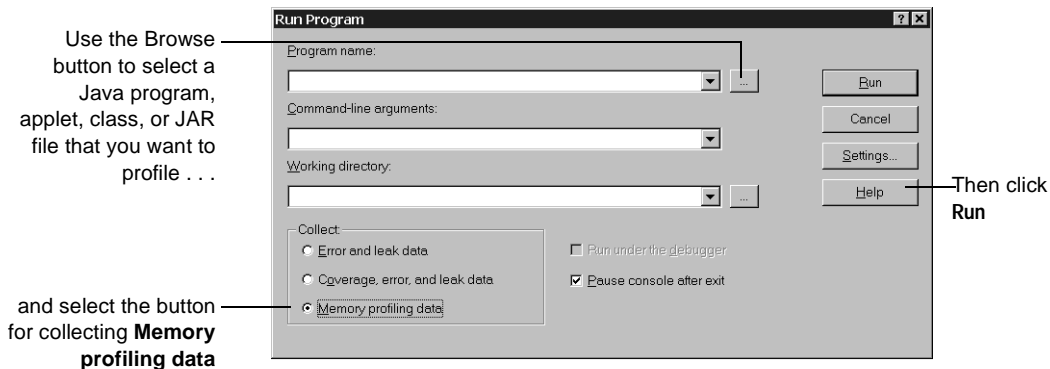 Run Program
Use the Browse
button to select a
Java program,
applet, class, or JAR
file that you want to
profile . . .
Program name:
...
Run
Command-line arguments:
Cancel
Working directory:
Settings...
...
Help
Then click
Run
Collect
Error and leak data
Run under the debugger
Coverage, error, and leak data
Pause console after exit
Memory profiling data
and select the button
for collecting Memory
profiling data